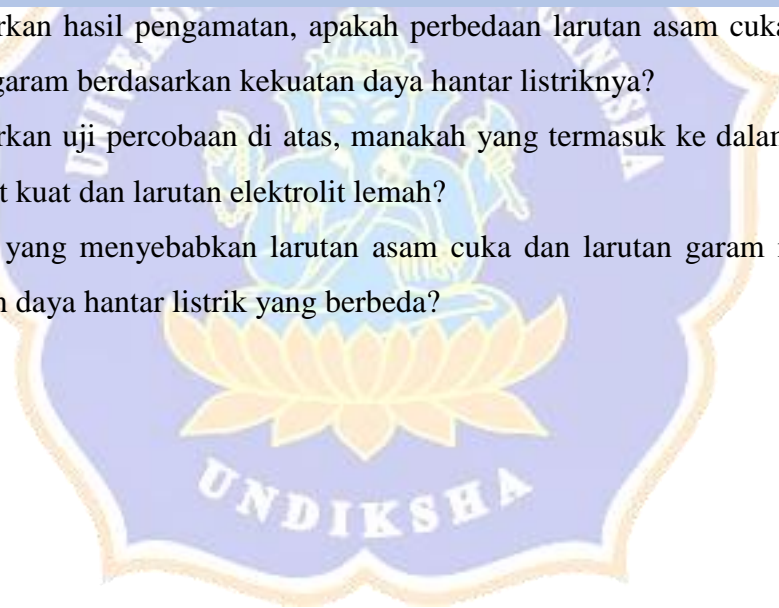 rkan hasil pengamatan, apakah perbedaan larutan asam cuka
garam berdasarkan kekuatan daya hantar listriknya?
rkan uji percobaan di atas, manakah yang termasuk ke dalam
t kuat dan larutan elektrolit lemah?
yang menyebabkan larutan asam cuka dan larutan garam
n daya hantar listrik yang berbeda?
UNDIKSHA